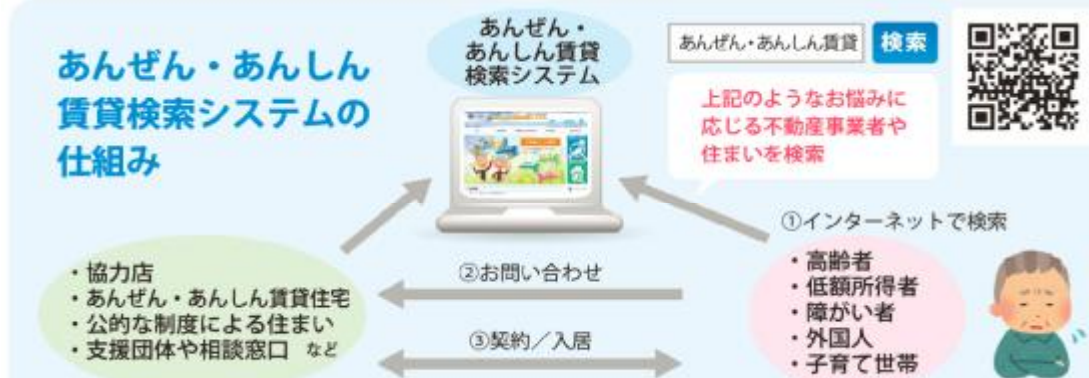 あんぜん・あんしん
賃貸検索システムの
仕組み
あんぜん・
あんしん賃貸
検索システム
あんぜん・あんしん賃貸
検索
上記のようなお悩みに
応じる不動産事業者や
住まいを検索
①インターネットで検索
・協力店
・あんぜん・あんしん賃貸住宅
・公的な制度による住まい
・支援団体や相談窓口 など
②お問い合わせ
③契約／入居
・高齢者
・低額所得者
・障がい者
・外国人
・子育て世帯